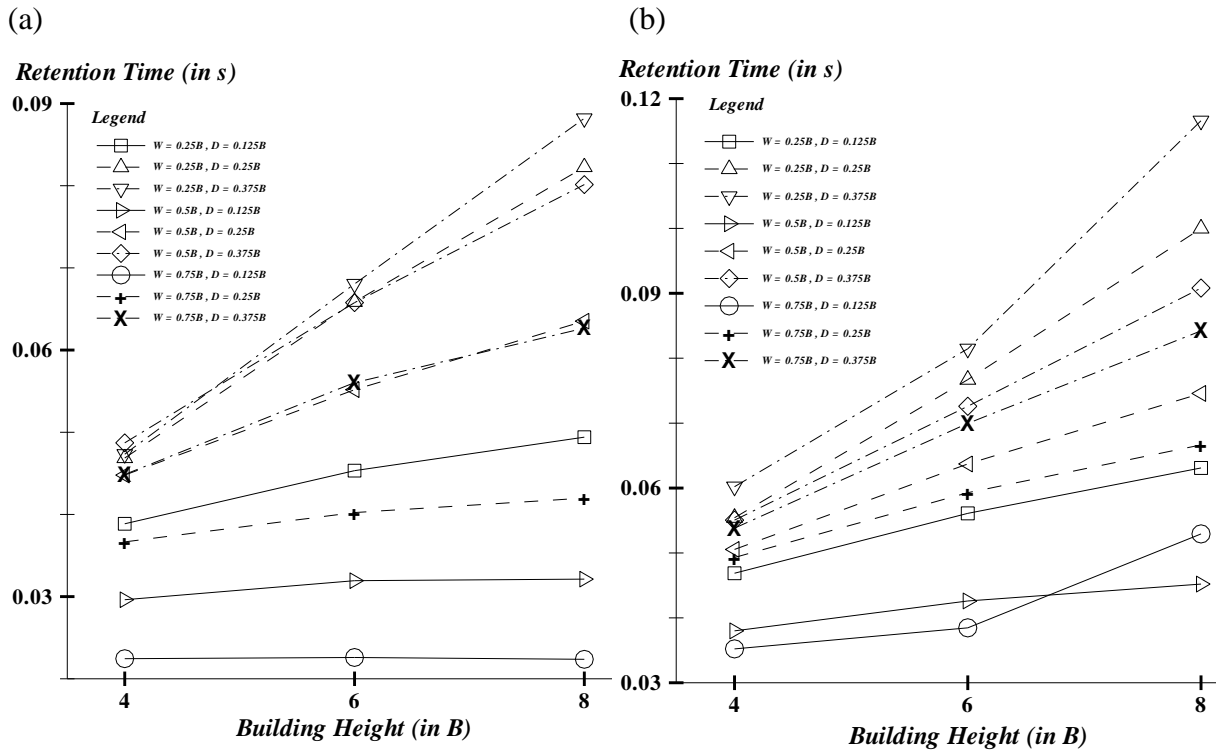 (a)
Retention Time (in s)
0.09
Legend
W = 0.25B , D = 0.125B
W = 0.25B , D = 0.25B
W = 0.25B , D = 0.375B
W = 0.5B , D = 0.125B
W = 0.5B , D = 0.25B
W = 0.5B , D = 0.375B
W = 0.75B , D = 0.125B
W = 0.75B , D = 0.25B
W = 0.75B , D = 0.375B
0.06
0.03
4
6
8
Building Height (in B)
(b)
Retention Time (in s)
0.12
Legend
W = 0.25B , D = 0.125B
W = 0.25B , D = 0.25B
W = 0.25B , D = 0.375B
W = 0.5B , D = 0.125B
W = 0.5B , D = 0.25B
W = 0.5B , D = 0.375B
W = 0.75B , D = 0.125B
W = 0.75B , D = 0.25B
W = 0.75B , D = 0.375B
0.09
0.06
0.03
4
6
8
Building Height (in B)